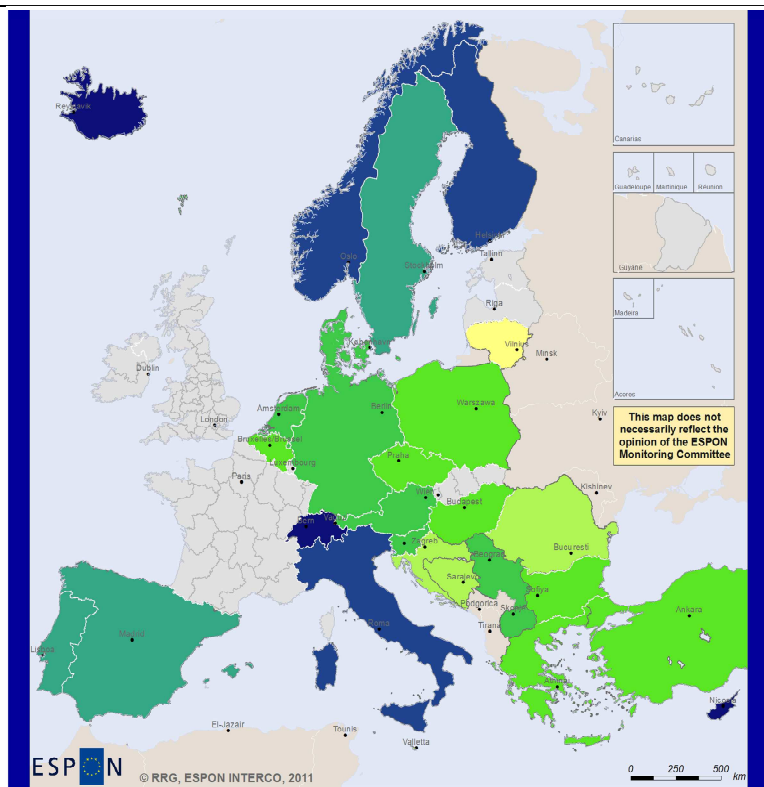 Reykjavik
Canarias
Guadeloupe
Martinique
Réunion
Guyane
Helsinki
Oslo
Tallinn
Stockholm
Madeira
Riga
København
Vilnius
Minsk
Dublin
Acores
Amsterdam
Berlin
Warszawa
London
Kyiv
This map does not
necessarily reflect the
opinion of the ESPON
Monitoring Committee
Bruxelles/Brussel
Praha
Luxembourg
Paris
Kishinev
Wien
Budapest
Bern
Zagreb
Bucuresti
Beograd
Sarajevo
Sofiya
Podgorica
Skopje
Ankara
Roma
Tirana
Madrid
Lisboa
Athinai
Nicosia
El-Jazair
Tounis
Valletta
ESPON
© RRG, ESPON INTERCO, 2011
0 250 500 km